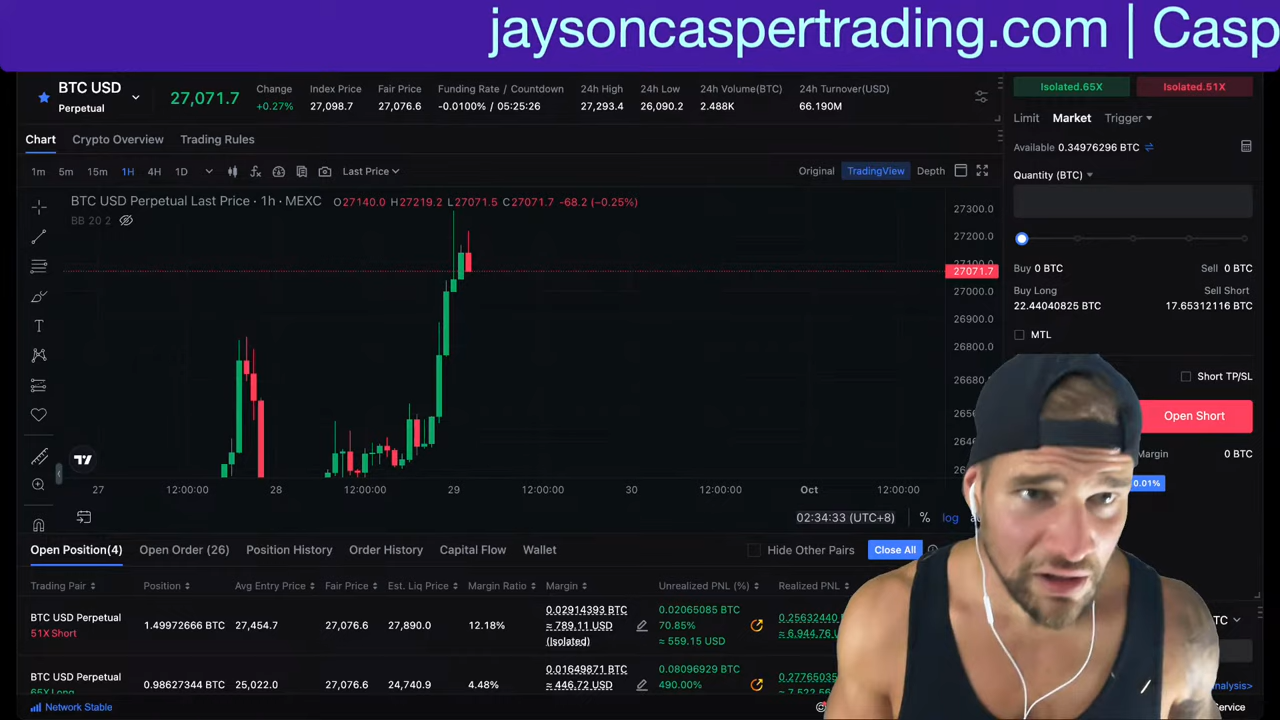 jaysoncaspertrading.com | Casp
BTC USD
Perpetual
27,071.7
Change
+0.27%
Index Price
27,098.7
Fair Price
27,076.6
Funding Rate / Countdown
-0.0100% / 05:25:26
24h High
27,293.4
24h Low
26,090.2
24h Volume(BTC)
2.488K
24h Turnover(USD)
66.190M
Isolated.65X
Isolated.51X
Limit Market Trigger
Available 0.34976296 BTC
Quantity (BTC)
Chart Crypto Overview Trading Rules
1m 5m 15m 1H 4H 1D Last Price Original TradingView Depth
BTC USD Perpetual Last Price · 1h · MEXC O27140.0 H27219.2 L27071.5 C27071.7 -68.2 (-0.25%)
BB 20 2
27300.0
27200.0
27071.7
27000.0
26900.0
26800.0
26680.0
27 12:00:00 28 12:00:00 29 12:00:00 30 12:00:00 Oct 12:00:00
02:34:33 (UTC+8) % log
Buy 0 BTC Sell 0 BTC
Buy Long Sell Short
22.44040825 BTC 17.65312116 BTC
MTL
Short TP/SL
Open Short
Margin 0 BTC
0.01%
Open Position(4) Open Order (26) Position History Order History Capital Flow Wallet Hide Other Pairs Close All
Trading Pair Position Avg Entry Price Fair Price Est. Liq Price Margin Ratio Margin Unrealized PNL (%) Realized PNL
BTC USD Perpetual
51X Short
1.49972666 BTC 27,454.7 27,076.6 27,890.0 12.18%
0.02914393 BTC
≈ 789.11 USD
(Isolated)
0.02065085 BTC
70.85%
≈ 559.15 USD
0.25632440
≈ 6,944.76
BTC USD Perpetual
65X Long
0.98627344 BTC 25,022.0 27,076.6 24,740.9 4.48%
0.01649871 BTC
≈ 446.72 USD
0.08096929 BTC
490.00%
0.27765035
Network Stable